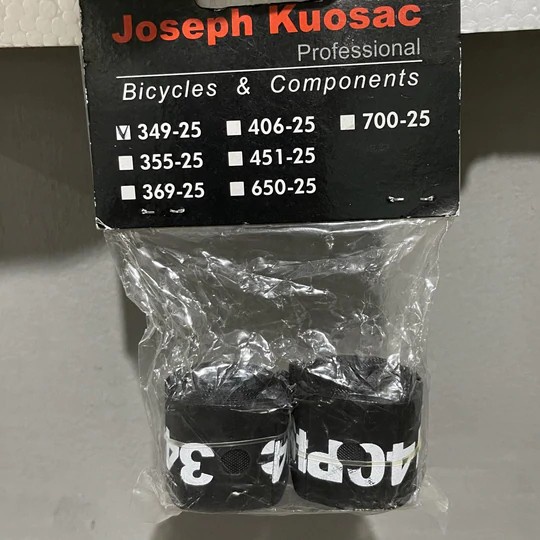 Joseph Kuosac
Professional
Bicycles & Components
349-25 406-25 700-25
355-25 451-25
369-25 650-25
34
4CP